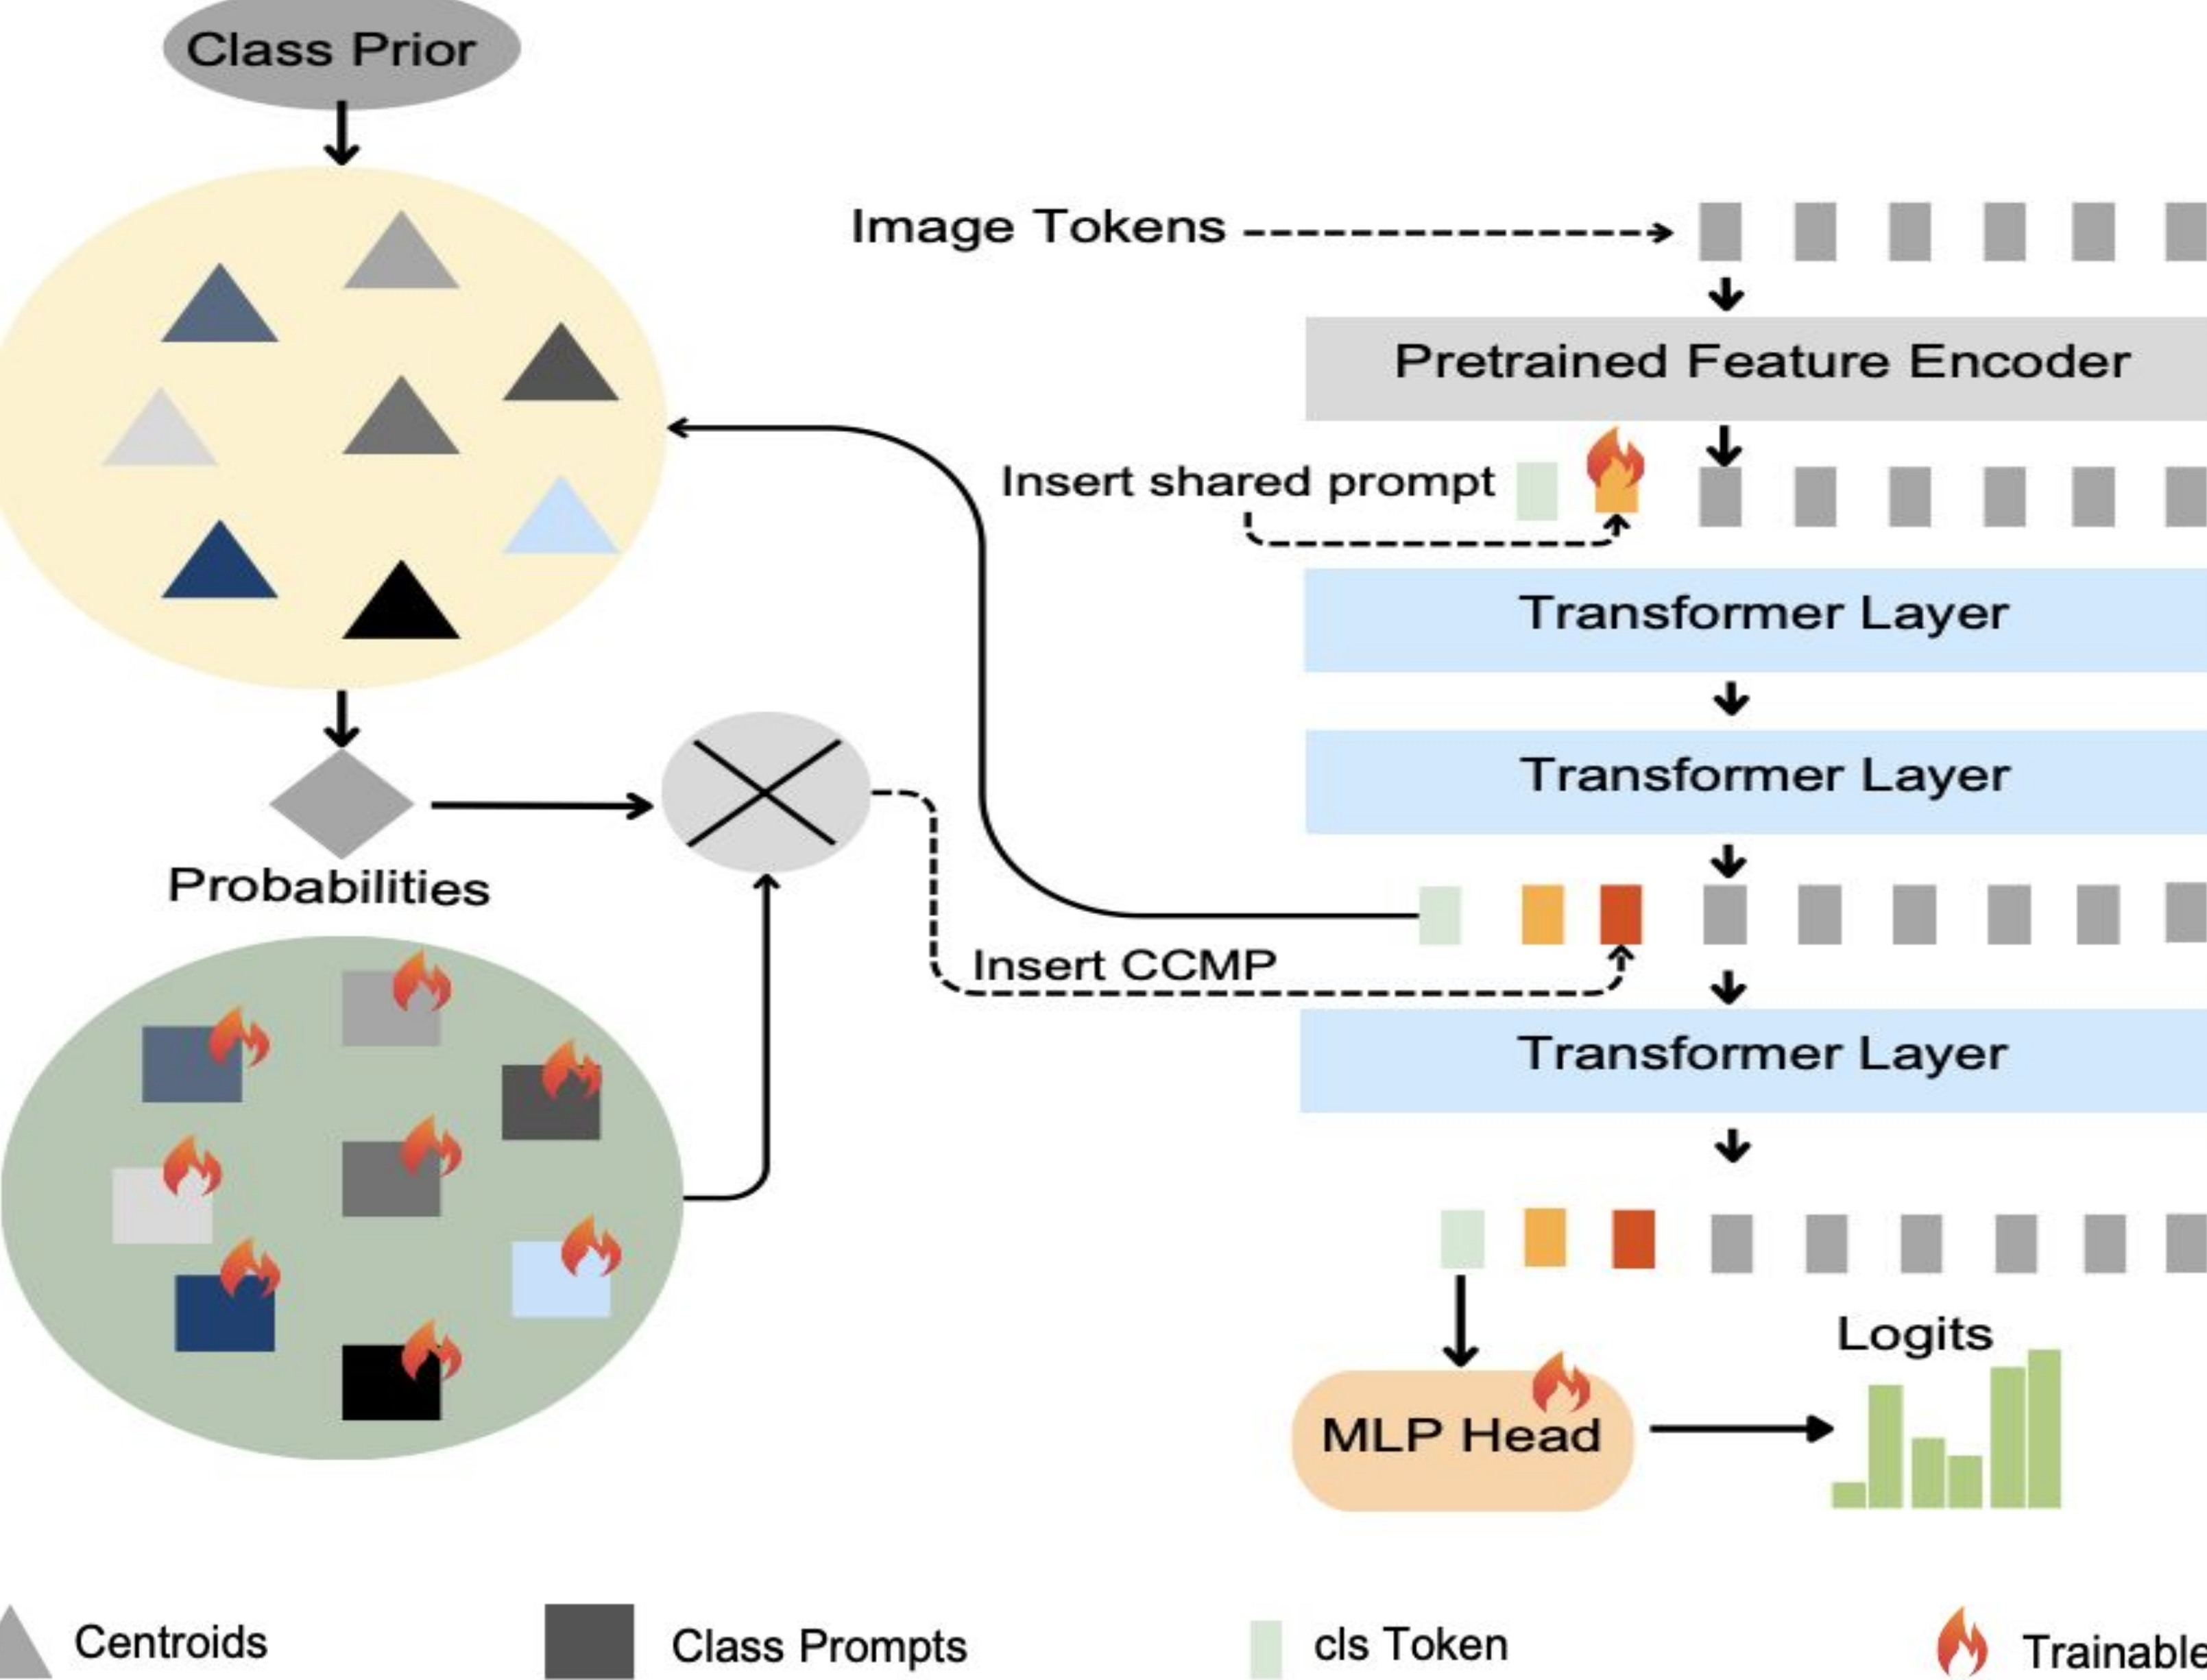 Class Prior
Image Tokens
Pretrained Feature Encoder
Insert shared prompt
Transformer Layer
Transformer Layer
Probabilities
Insert CCMP
Transformer Layer
Logits
MLP Head
Centroids
Class Prompts
cls Token
Trainable